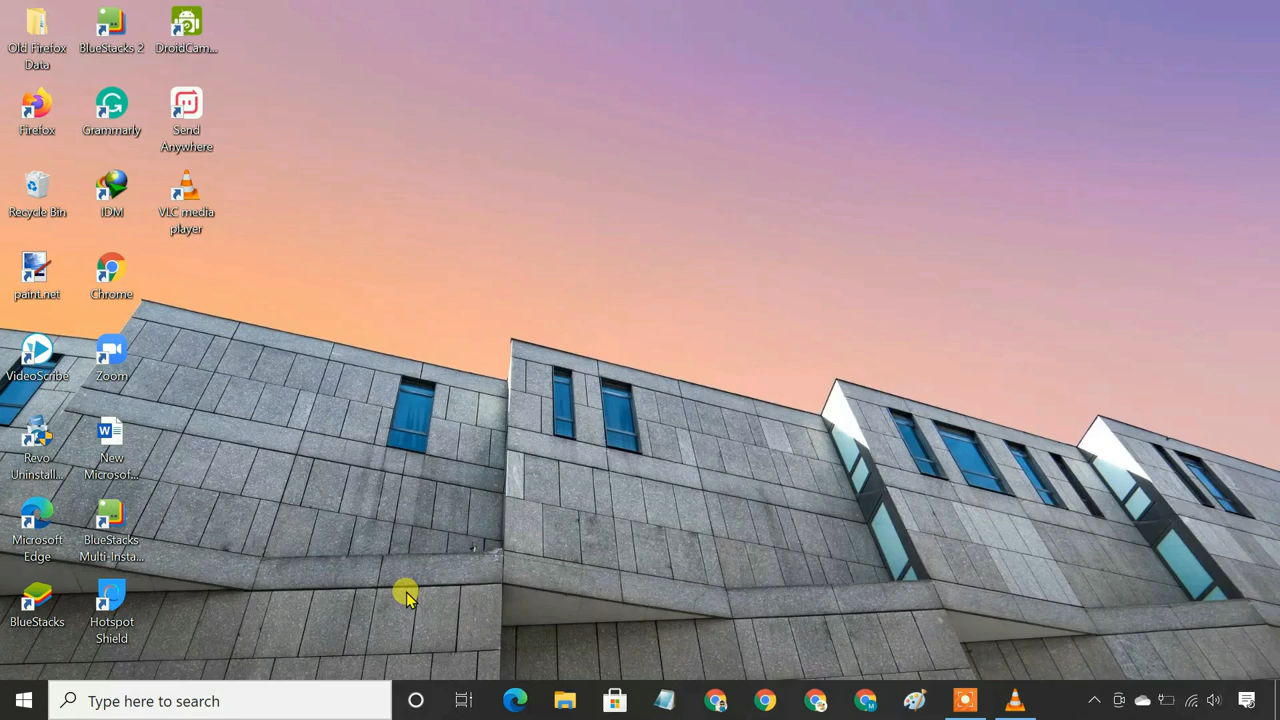 Old Firefox
Data
BlueStacks 2
DroidCam...
Firefox
Grammarly
Send
Anywhere
Recycle Bin
IDM
VLC media
player
paint.net
Chrome
VideoScribe
Zoom
Revo
Uninstall...
New
Microsof...
Microsoft
Edge
BlueStacks
Multi-Insta...
BlueStacks
Hotspot
Shield
Type here to search